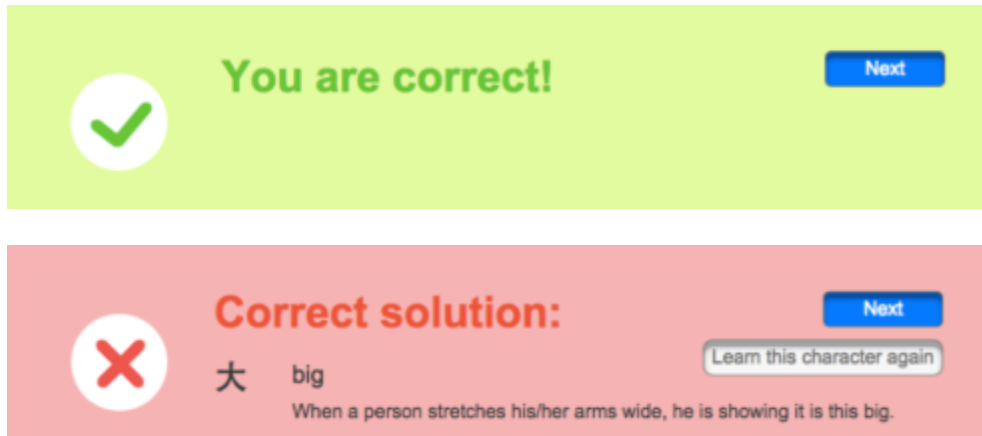 You are correct!
Next
Correct solution:
Next
Learn this character again
大 big
When a person stretches his/her arms wide, he is showing it is this big.